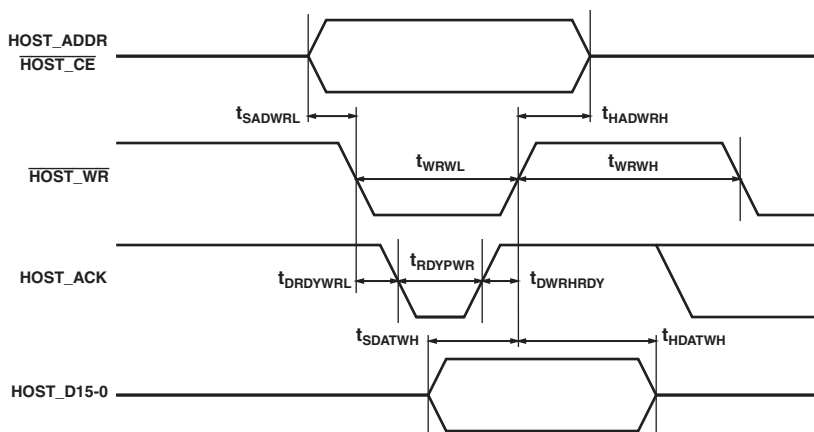 HOST_ADDR
HOST_CE
tSADWRL
tHADWRH
HOST_WR
tWRWL
tWRWH
HOST_ACK
tDRDYWRL
tRDYPWR
tDWRHRDY
tSDATWH
tHDATWH
HOST_D15-0